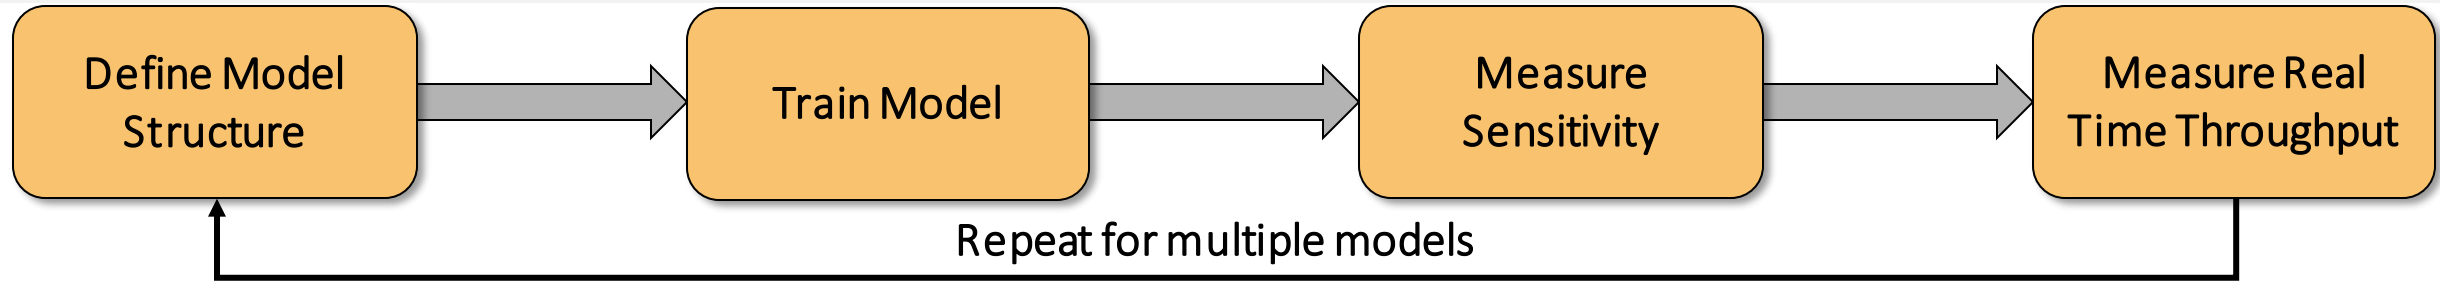 Define Model
Structure
Train Model
Measure
Sensitivity
Measure Real
Time Throughput
Repeat for multiple models